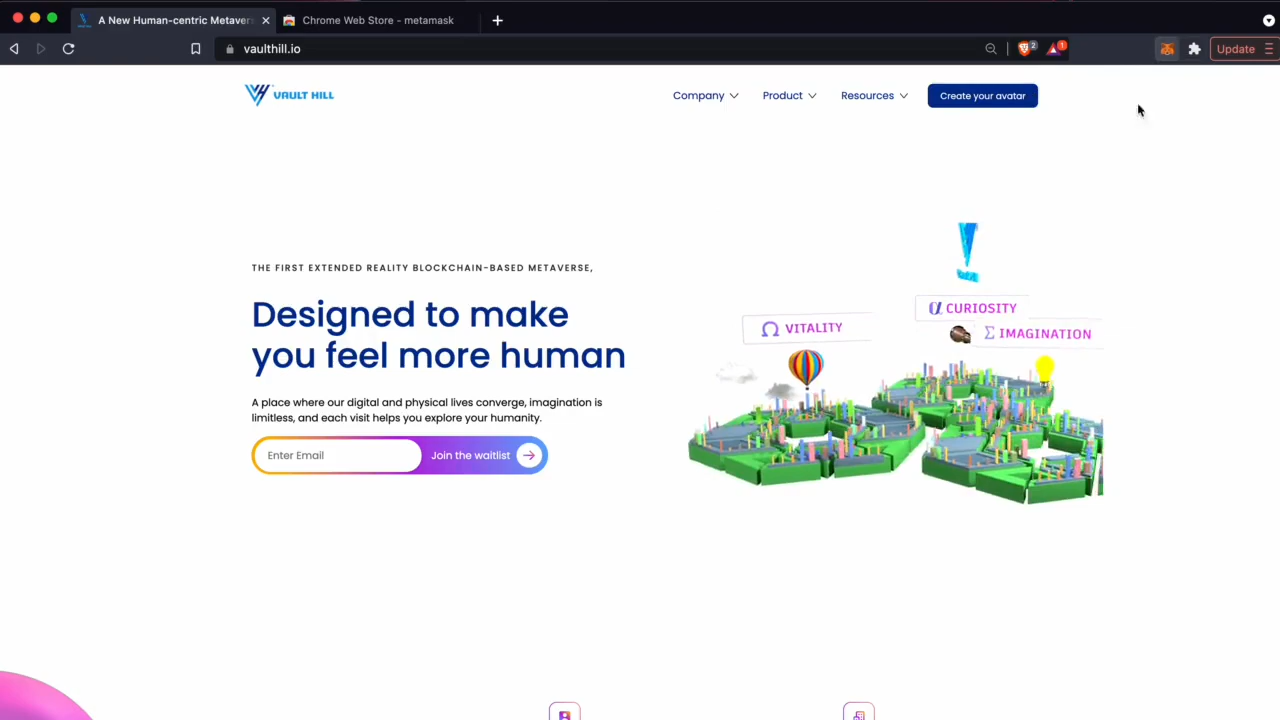 A New Human-centric Metavers
Chrome Web Store - metamask
vaulthill.io
2
1
Update
VAULT HILL
Company
Product
Resources
Create your avatar
THE FIRST EXTENDED REALITY BLOCKCHAIN-BASED METAVERSE,
Designed to make
you feel more human
A place where our digital and physical lives converge, imagination is
limitless, and each visit helps you explore your humanity.
Enter Email
Join the waitlist
Ω VITALITY
α CURIOSITY
Σ IMAGINATION